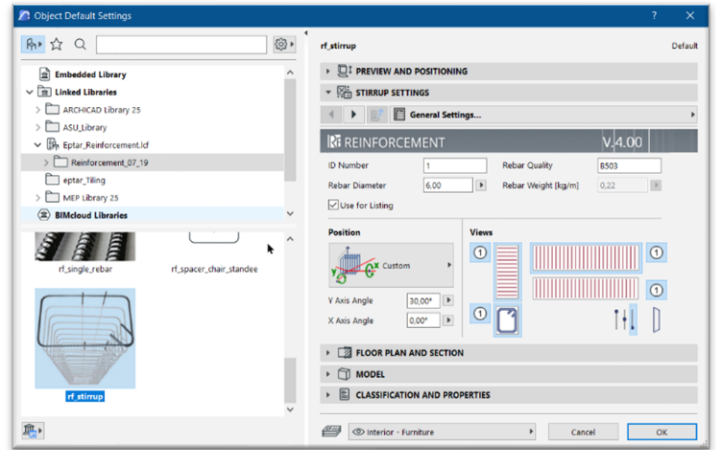 Object Default Settings
Embedded Library
Linked Libraries
ARCHICAD Library 25
ASU_Library
Eptar_Reinforcement.lcf
Reinforcement_07_19
eptar_Tiling
MEP Library 25
BIMcloud Libraries
rf_single_rebar
rf_spacer_chair_standee
rf_stirrup
rf_stirrup
Default
PREVIEW AND POSITIONING
STIRRUP SETTINGS
General Settings...
REINFORCEMENT
V.4.00
ID Number
1
Rebar Quality
B503
Rebar Diameter
6,00
Rebar Weight [kg/m]
0,22
Use for Listing
Position
Views
Custom
1
1
1
1
Y Axis Angle
30,00°
X Axis Angle
0,00°
FLOOR PLAN AND SECTION
MODEL
CLASSIFICATION AND PROPERTIES
Interior - Furniture
Cancel
OK